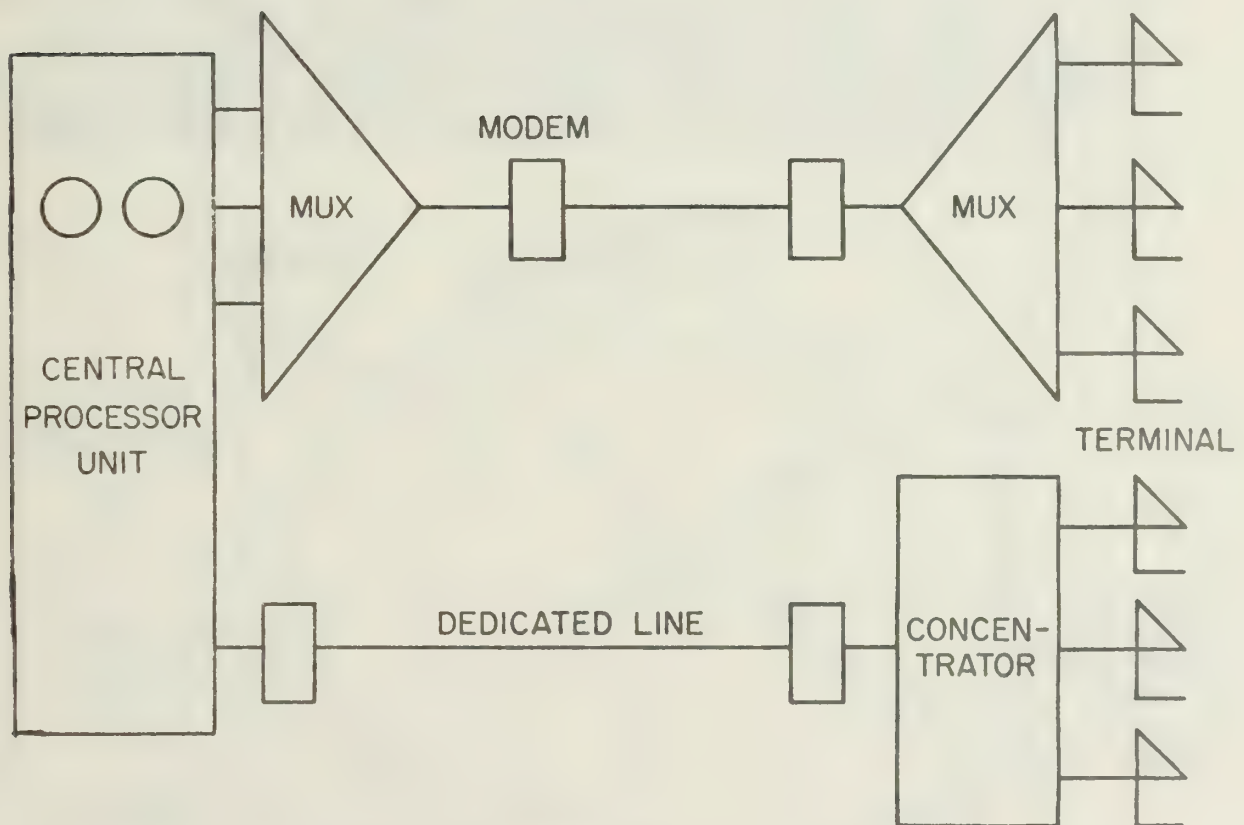 MODEM
MUX
MUX
CENTRAL
PROCESSOR
UNIT
TERMINAL
DEDICATED LINE
CONCEN-
TRATOR